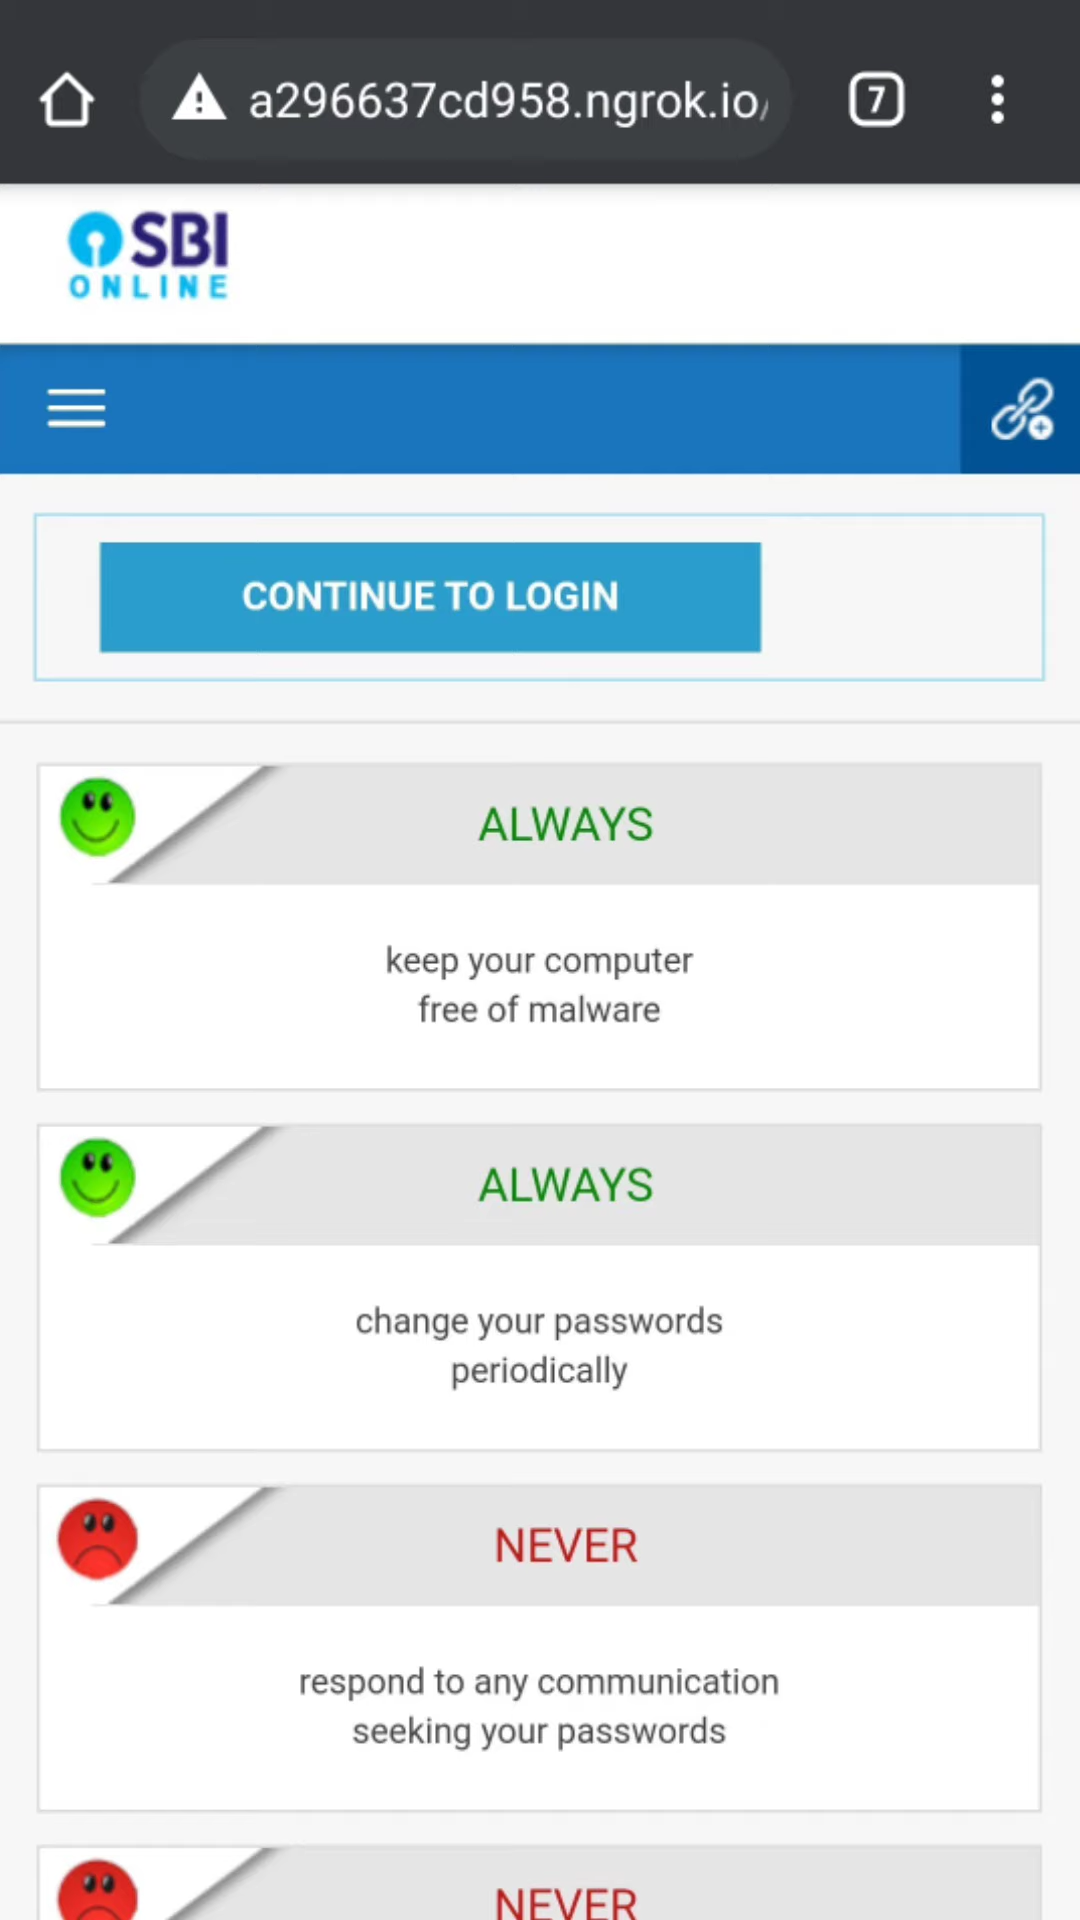 a296637cd958.ngrok.io/
7
SBI
ONLINE
CONTINUE TO LOGIN
ALWAYS
keep your computer
free of malware
ALWAYS
change your passwords
periodically
NEVER
respond to any communication
seeking your passwords
NEVER